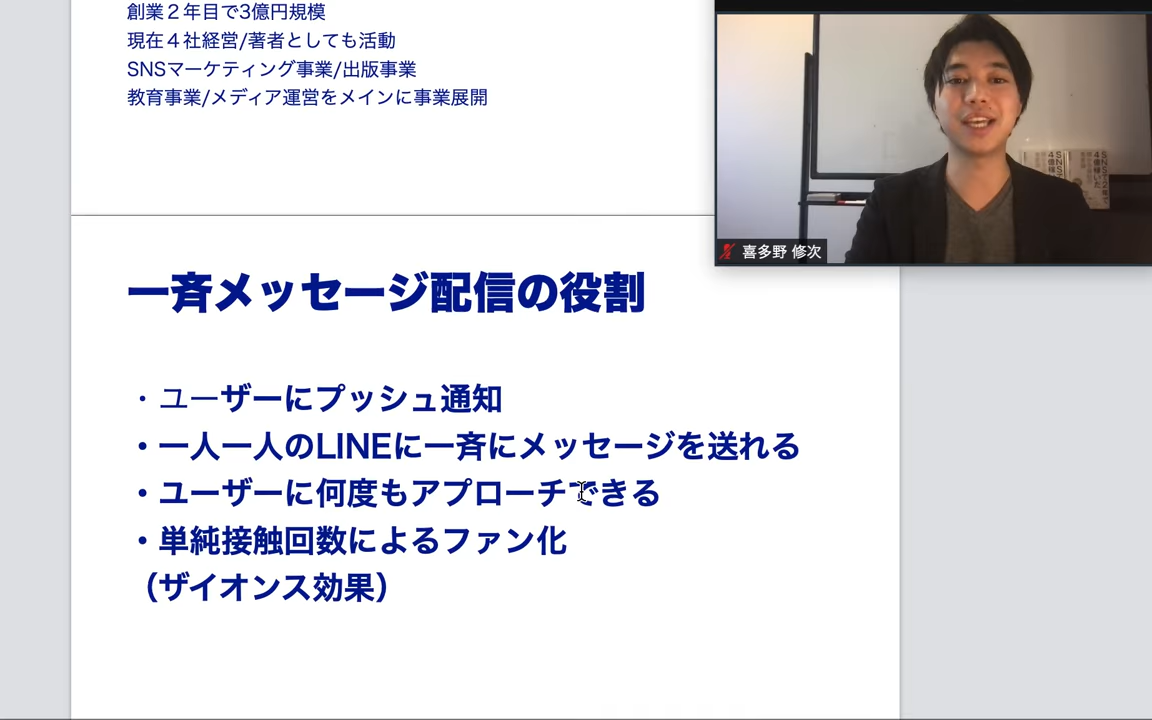 創業２年目で3億円規模
現在４社経営/著者としても活動
SNSマーケティング事業/出版事業
教育事業/メディア運営をメインに事業展開
喜多野 修次
一斉メッセージ配信の役割
・ユーザーにプッシュ通知
・一人一人のLINEに一斉にメッセージを送れる
・ユーザーに何度もアプローチできる
・単純接触回数によるファン化
（ザイオンス効果）